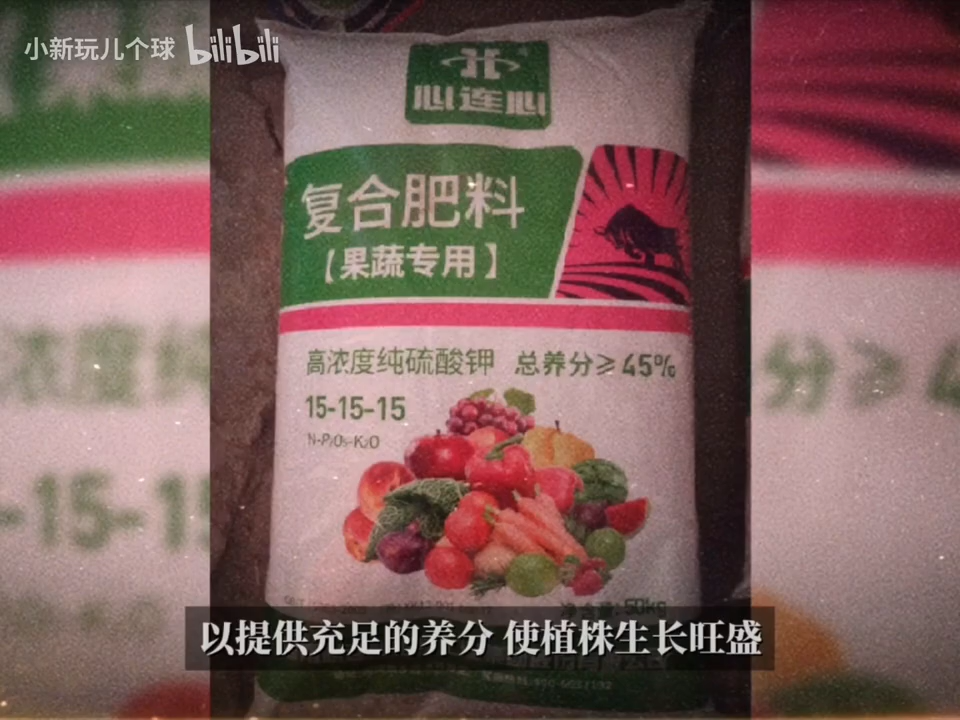 小新玩儿个球 bilibili
心连心
复合肥料
【果蔬专用】
高浓度纯硫酸钾 总养分≥45%
15-15-15
N-P₂O₅-K₂O
净含量:50kg
以提供充足的养分 使植株生长旺盛